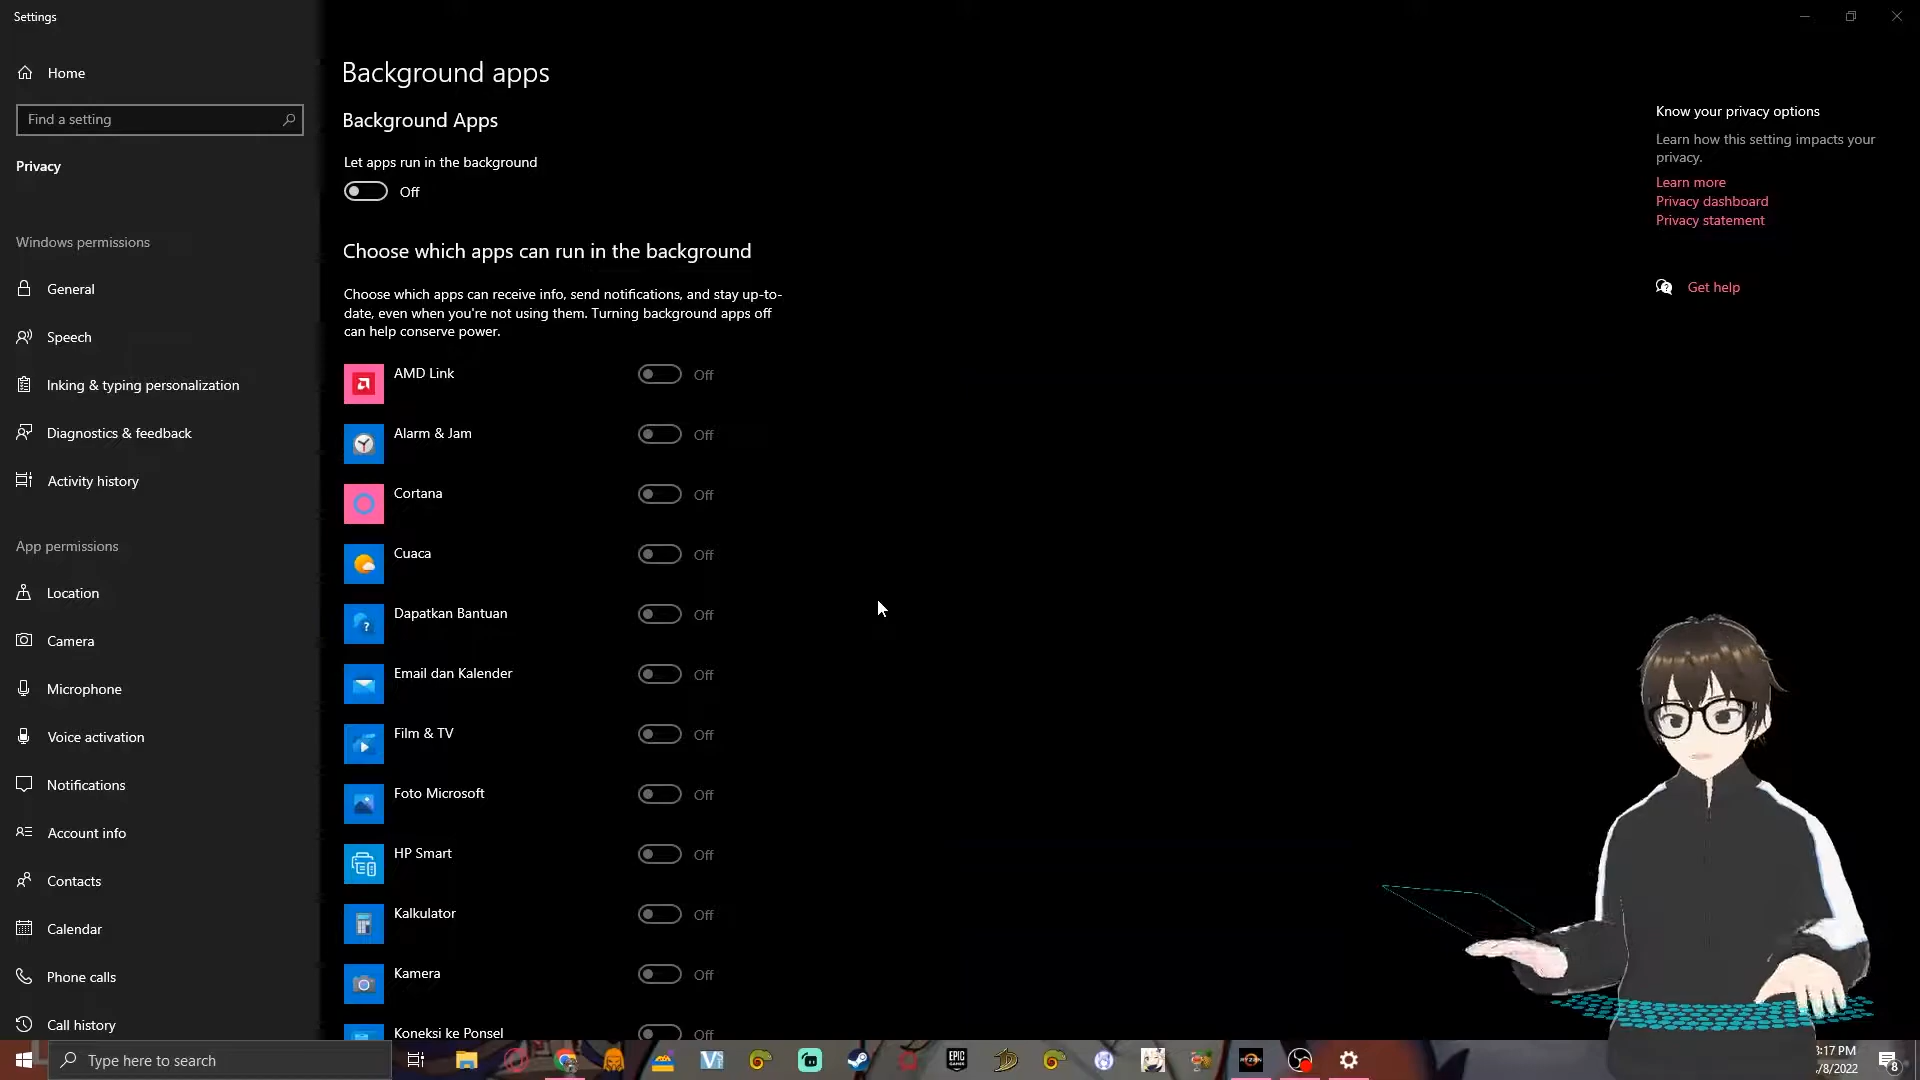 Settings
Home
Find a setting
Privacy
Windows permissions
General
Speech
Inking & typing personalization
Diagnostics & feedback
Activity history
App permissions
Location
Camera
Microphone
Voice activation
Notifications
Account info
Contacts
Calendar
Phone calls
Call history
Background apps
Background Apps
Let apps run in the background
Off
Choose which apps can run in the background
Choose which apps can receive info, send notifications, and stay up-to-
date, even when you're not using them. Turning background apps off
can help conserve power.
AMD Link Off
Alarm & Jam Off
Cortana Off
Cuaca Off
Dapatkan Bantuan Off
Email dan Kalender Off
Film & TV Off
Foto Microsoft Off
HP Smart Off
Kalkulator Off
Kamera Off
Koneksi ke Ponsel Off
Know your privacy options
Learn how this setting impacts your
privacy.
Learn more
Privacy dashboard
Privacy statement
Get help
Type here to search
EPIC
GAMES
RYZEN
:17 PM
/8/2022
8